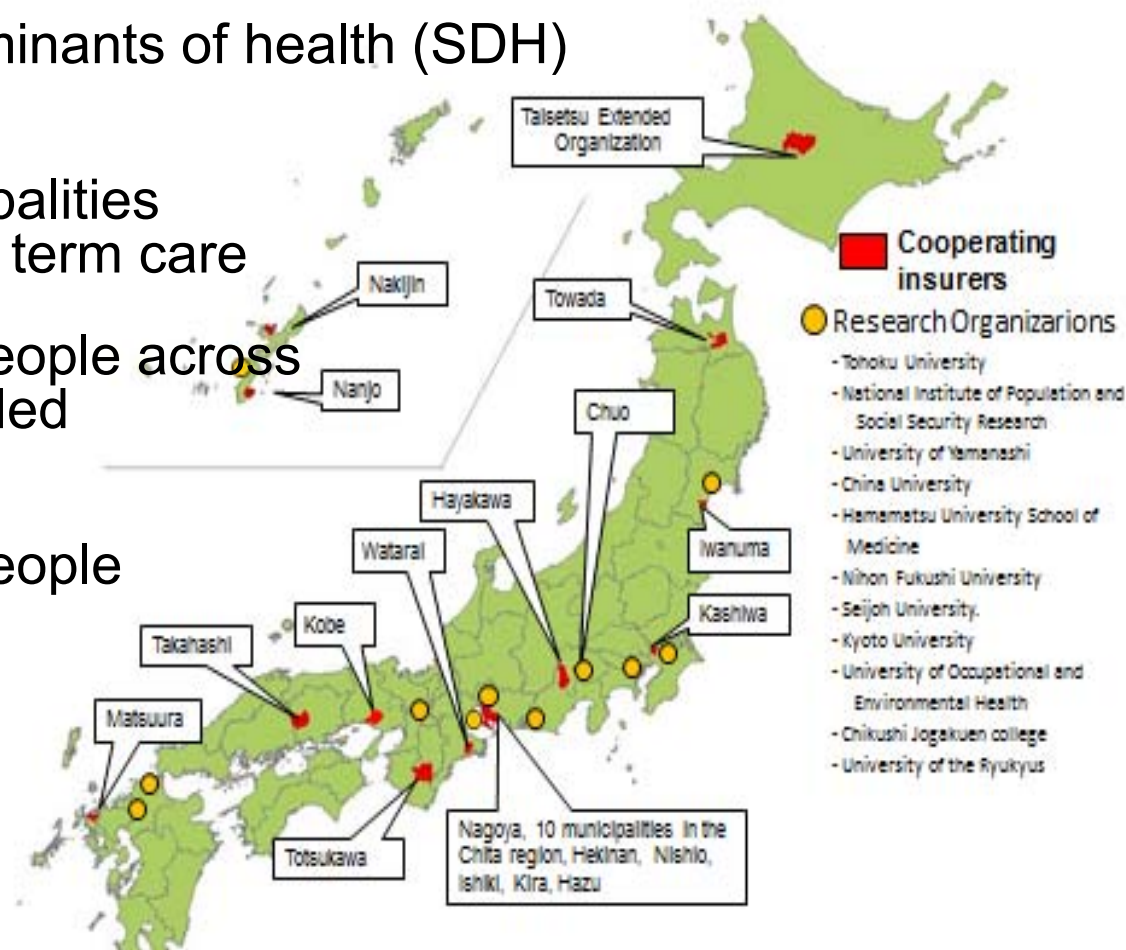 minants of health (SDH)
palities
term care
eople across
led
eople
Taisetsu Extended
Organization
Nakijin
Nanjo
Towada
Chuo
Hayakawa
Wataral
Kobe
Takahashi
Matsuura
Totsukawa
Iwanuma
Kashiwa
Nagoya, 10 municipalities in the
Chita region, Hekinan, Nishio,
Ishiki, Kira, Hazu
Cooperating
insurers
Research Organizarions
- Tohoku University
- National Institute of Population and
Social Security Research
- University of Yamanashi
- China University
- Hamamatsu University School of
Medicine
- Nihon Fukushi University
- Seijoh University.
- Kyoto University
- University of Occupational and
Environmental Health
- Chikushi Jogakuen college
- University of the Ryukyus